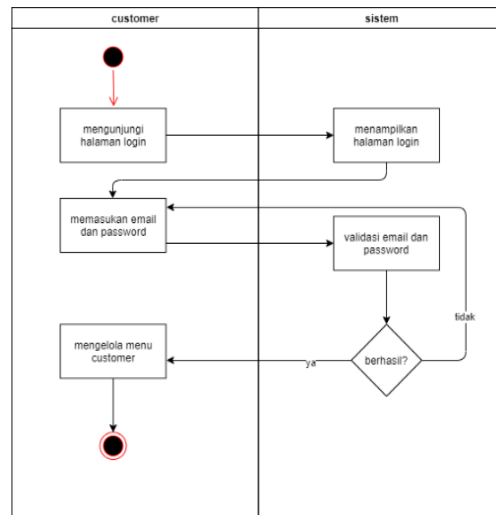 customer
sistem
mengunjungi
halaman login
menampilkan
halaman login
memasukan email
dan password
validasi email dan
password
tidak
mengelola menu
customer
ya
berhasil?